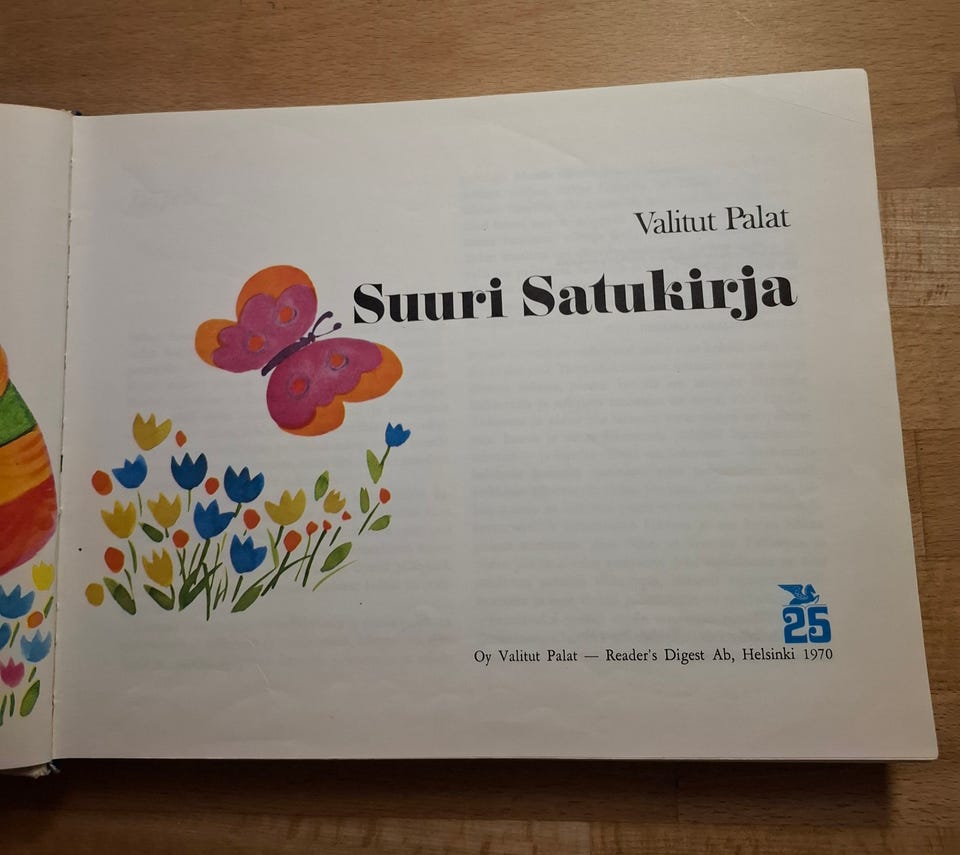 Valitut Palat
Suuri Satukirja
25
Oy Valitut Palat — Reader's Digest Ab, Helsinki 1970